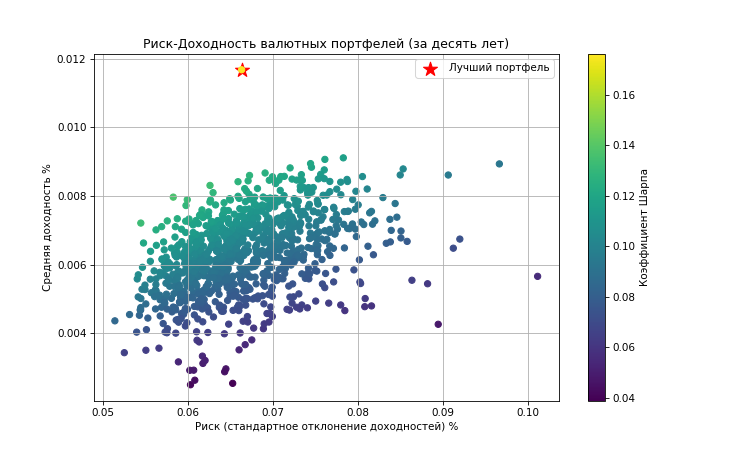 Риск-Доходность валютных портфелей (за десять лет)
Лучший портфель
0.012
0.010
0.008
0.006
0.004
Средняя доходность %
0.05 0.06 0.07 0.08 0.09 0.10
Риск (стандартное отклонение доходностей) %
0.16
0.14
0.12
0.10
0.08
0.06
0.04
Коэффициент Шарпа